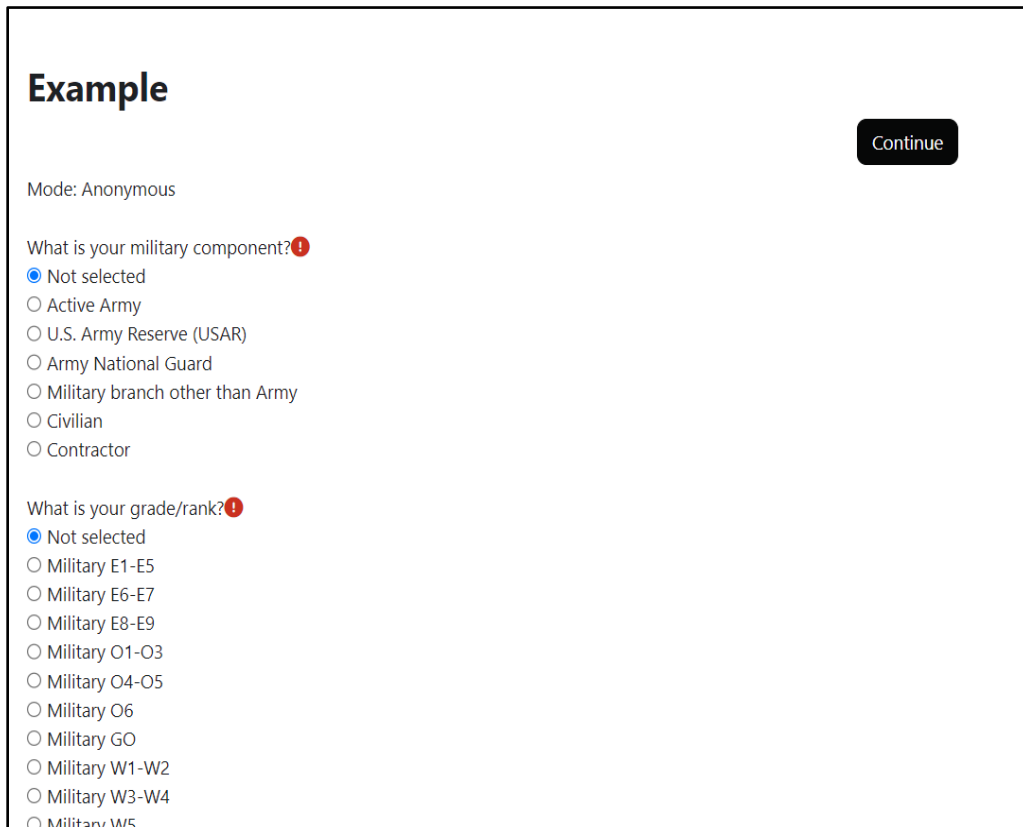 Example
Continue
Mode: Anonymous
What is your military component?
Not selected
Active Army
U.S. Army Reserve (USAR)
Army National Guard
Military branch other than Army
Civilian
Contractor
What is your grade/rank?
Not selected
Military E1-E5
Military E6-E7
Military E8-E9
Military O1-O3
Military O4-O5
Military O6
Military GO
Military W1-W2
Military W3-W4
Military W5